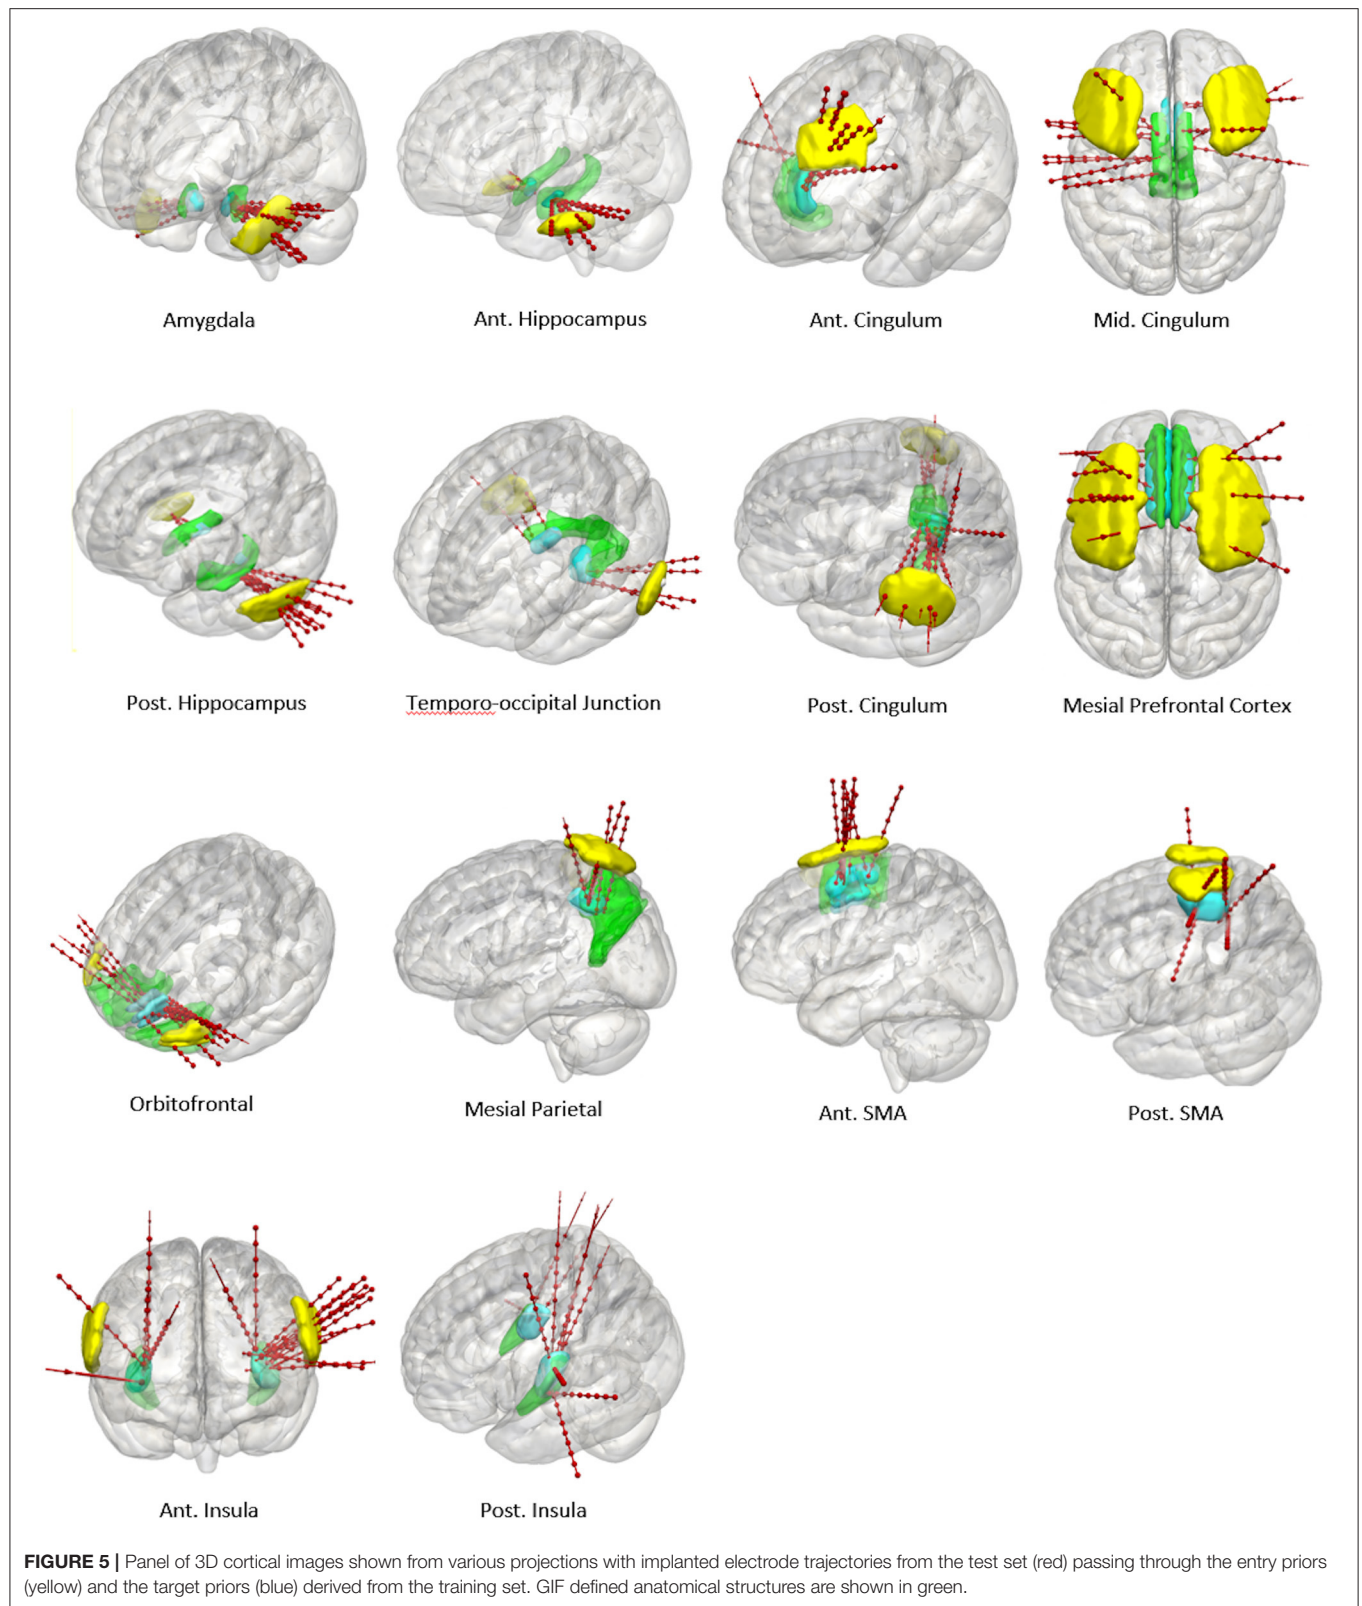 Amygdala
Ant. Hippocampus
Ant. Cingulum
Mid. Cingulum
Post. Hippocampus
Temporo-occipital Junction
Post. Cingulum
Mesial Prefrontal Cortex
Orbitofrontal
Mesial Parietal
Ant. SMA
Post. SMA
Ant. Insula
Post. Insula
FIGURE 5 | Panel of 3D cortical images shown from various projections with implanted electrode trajectories from the test set (red) passing through the entry priors
(yellow) and the target priors (blue) derived from the training set. GIF defined anatomical structures are shown in green.